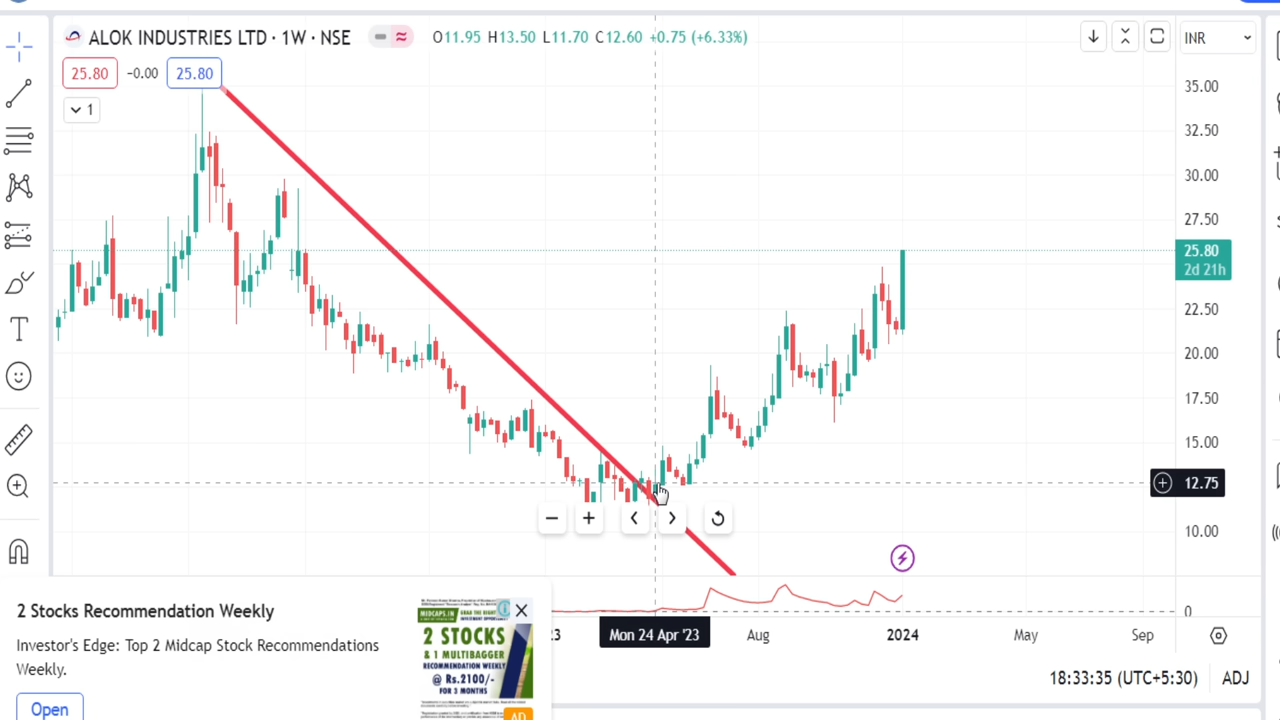 ALOK INDUSTRIES LTD · 1W · NSE
O11.95 H13.50 L11.70 C12.60 +0.75 (+6.33%)
INR
25.80 −0.00 25.80
1
35.00
32.50
30.00
27.50
25.80
2d 21h
22.50
20.00
17.50
15.00
12.75
10.00
0
23 Mon 24 Apr '23 Aug 2024 May Sep
18:33:35 (UTC+5:30) ADJ
2 Stocks Recommendation Weekly
Investor's Edge: Top 2 Midcap Stock Recommendations
Weekly.
Open
MIDCAPS.IN
2 STOCKS
& 1 MULTIBAGGER
RECOMMENDATION WEEKLY
@ Rs.2100/-
FOR 3 MONTHS
AD